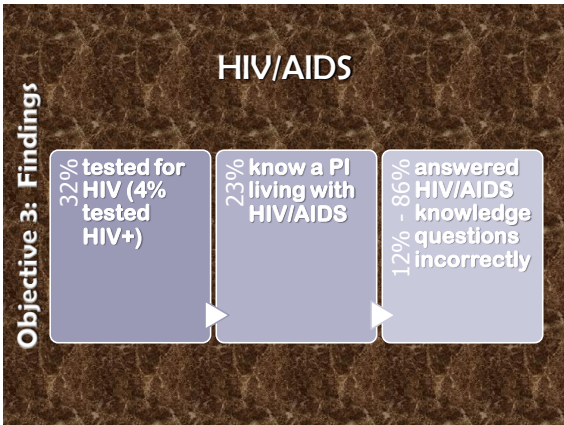 HIV/AIDS
Objective 3: Findings
32%
tested for
HIV (4%
tested
HIV+)
23%
know a PI
living with
HIV/AIDS
12% - 86%
answered
HIV/AIDS
knowledge
questions
incorrectly